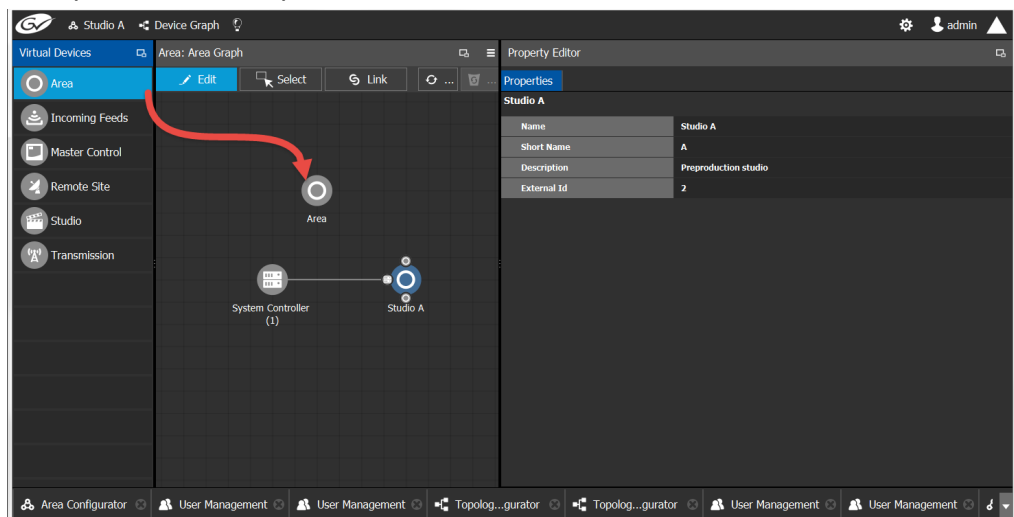 Studio A
Device Graph
admin
Virtual Devices
Area: Area Graph
Property Editor
Area
Edit
Select
Link
...
...
Properties
Studio A
Incoming Feeds
Name
Studio A
Master Control
Short Name
A
Description
Preproduction studio
Remote Site
External Id
2
Area
Studio
Transmission
System Controller
(1)
Studio A
Area Configurator
User Management
User Management
Topolog...gurator
Topolog...gurator
User Management
User Management